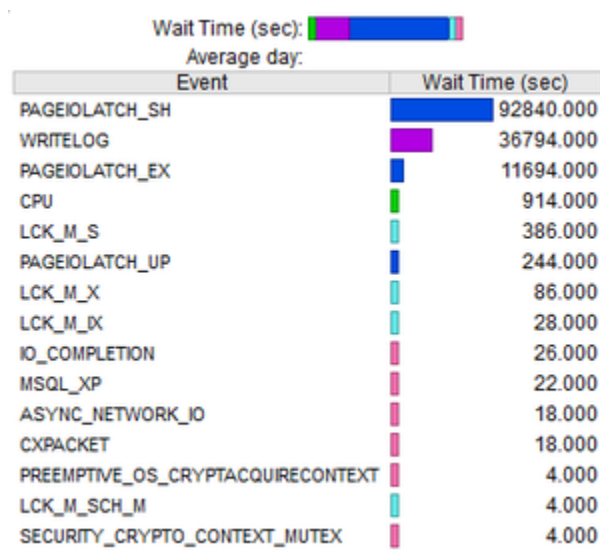 Wait Time (sec):
Average day:
Event Wait Time (sec)
PAGEIOLATCH_SH 92840.000
WRITELOG 36794.000
PAGEIOLATCH_EX 11694.000
CPU 914.000
LCK_M_S 386.000
PAGEIOLATCH_UP 244.000
LCK_M_X 86.000
LCK_M_IX 28.000
IO_COMPLETION 26.000
MSQL_XP 22.000
ASYNC_NETWORK_IO 18.000
CXPACKET 18.000
PREEMPTIVE_OS_CRYPTACQUIRECONTEXT 4.000
LCK_M_SCH_M 4.000
SECURITY_CRYPTO_CONTEXT_MUTEX 4.000